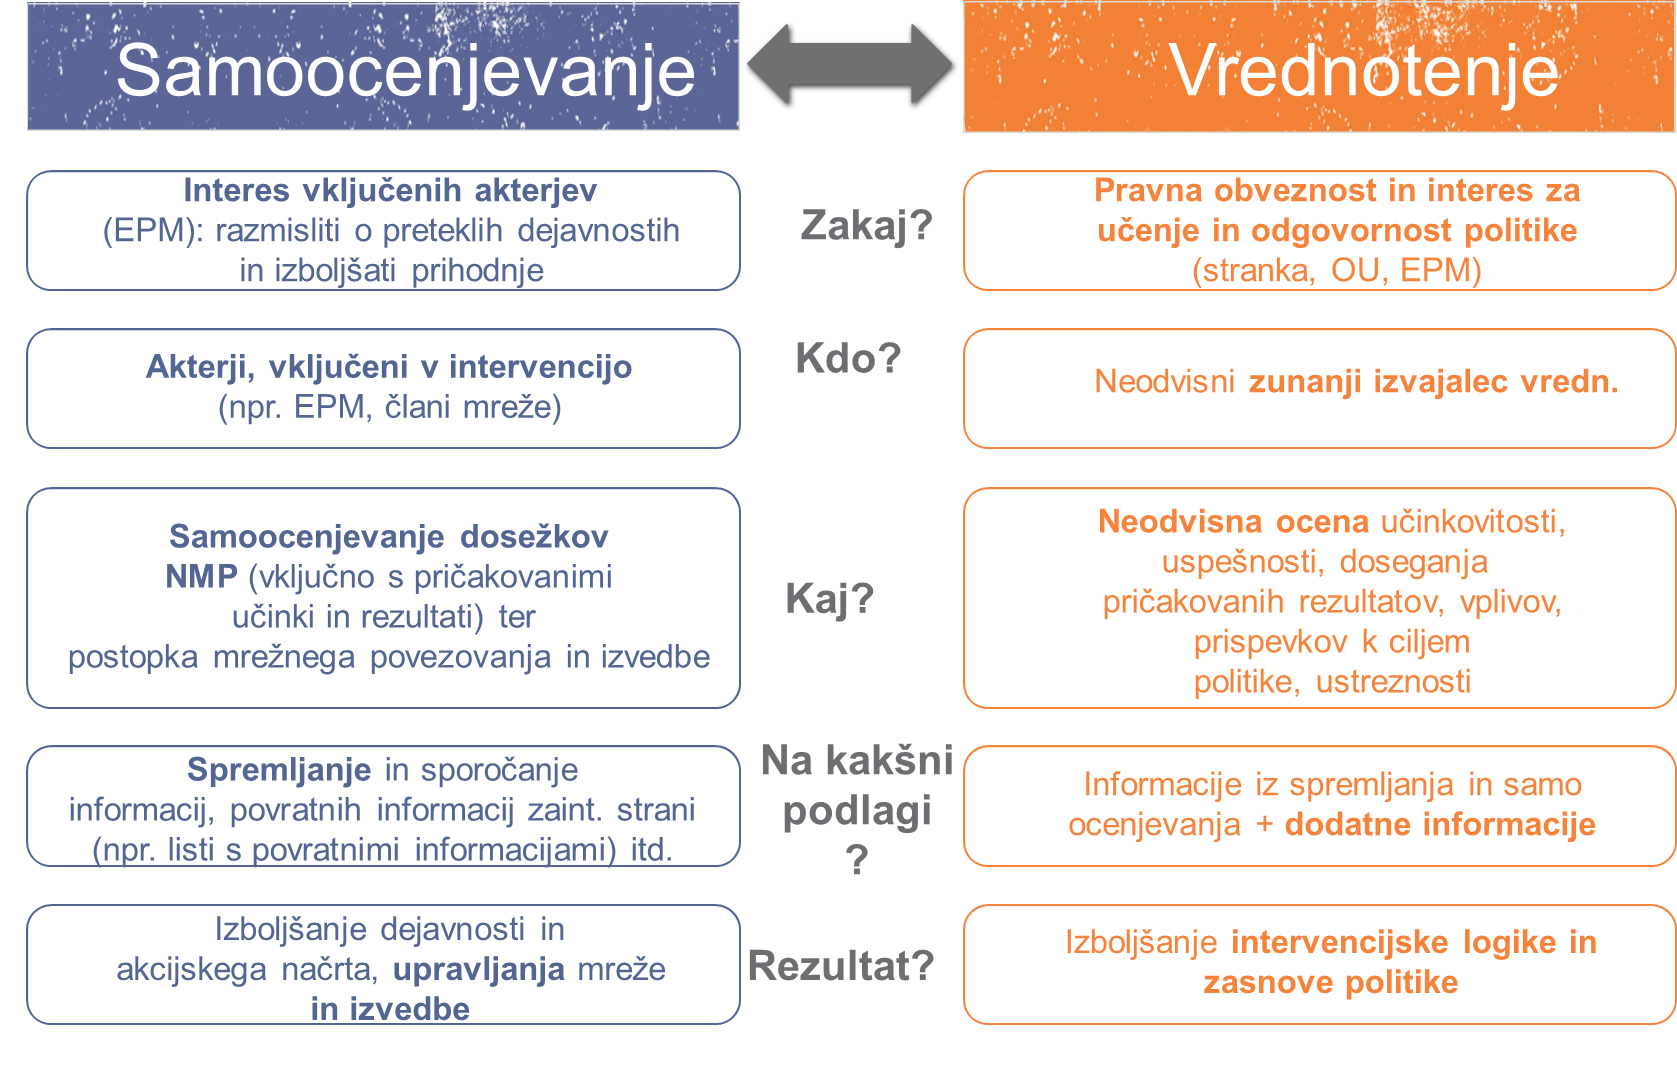 Samoocenjevanje
Vrednotenje
Interes vključenih akterjev
(EPM): razmisliti o preteklih dejavnostih
in izboljšati prihodnje
Zakaj?
Pravna obveznost in interes za
učenje in odgovornost politike
(stranka, OU, EPM)
Akterji, vključeni v intervencijo
(npr. EPM, člani mreže)
Kdo?
Neodvisni zunanji izvajalec vredn.
Samoocenjevanje dosežkov
NMP (vključno s pričakovanimi
učinki in rezultati) ter
postopka mrežnega povezovanja in izvedbe
Kaj?
Neodvisna ocena učinkovitosti,
uspešnosti, doseganja
pričakovanih rezultatov, vplivov,
prispevkov k ciljem
politike, ustreznosti
Spremljanje in sporočanje
informacij, povratnih informacij zaint. strani
(npr. listi s povratnimi informacijami) itd.
Na kakšni
podlagi
?
Informacije iz spremljanja in samo
ocenjevanja + dodatne informacije
Izboljšanje dejavnosti in
akcijskega načrta, upravljanja mreže
in izvedbe
Rezultat?
Izboljšanje intervencijske logike in
zasnove politike